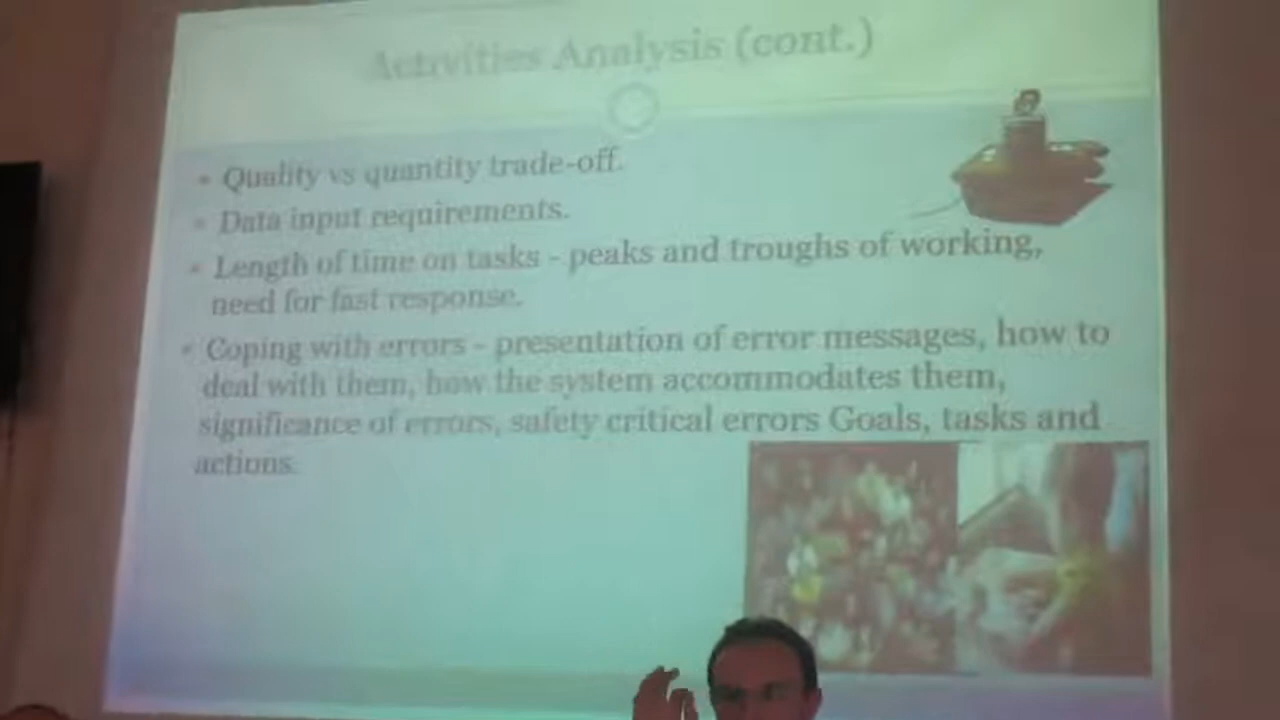 Activities Analysis (cont.)
Quality vs quantity trade-off.
Data input requirements.
Length of time on tasks - peaks and troughs of working,
need for fast response.
Coping with errors - presentation of error messages, how to
deal with them, how the system accommodates them,
significance of errors, safety critical errors Goals, tasks and
actions.